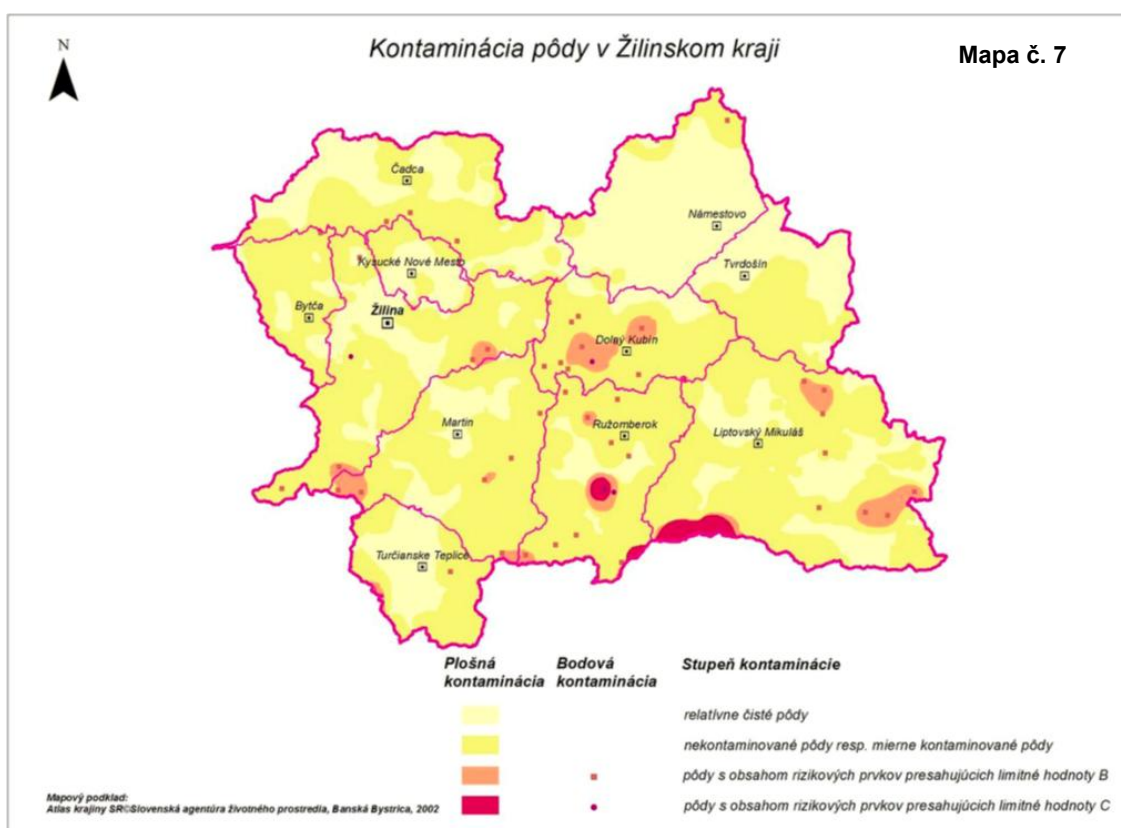 N
Kontaminácia pôdy v Žilinskom kraji
Mapa č. 7
Čadca
Námestovo
Kysucké Nové Mesto
Tvrdošín
Bytča
Žilina
Dolný Kubín
Martin
Ružomberok
Liptovský Mikuláš
Turčianske Teplice
Plošná kontaminácia
Bodová kontaminácia
Stupeň kontaminácie
relatívne čisté pôdy
nekontaminované pôdy resp. mierne kontaminované pôdy
pôdy s obsahom rizikových prvkov presahujúcich limitné hodnoty B
pôdy s obsahom rizikových prvkov presahujúcich limitné hodnoty C
Mapový podklad:
Atlas krajiny SR©Slovenská agentúra životného prostredia, Banská Bystrica, 2002